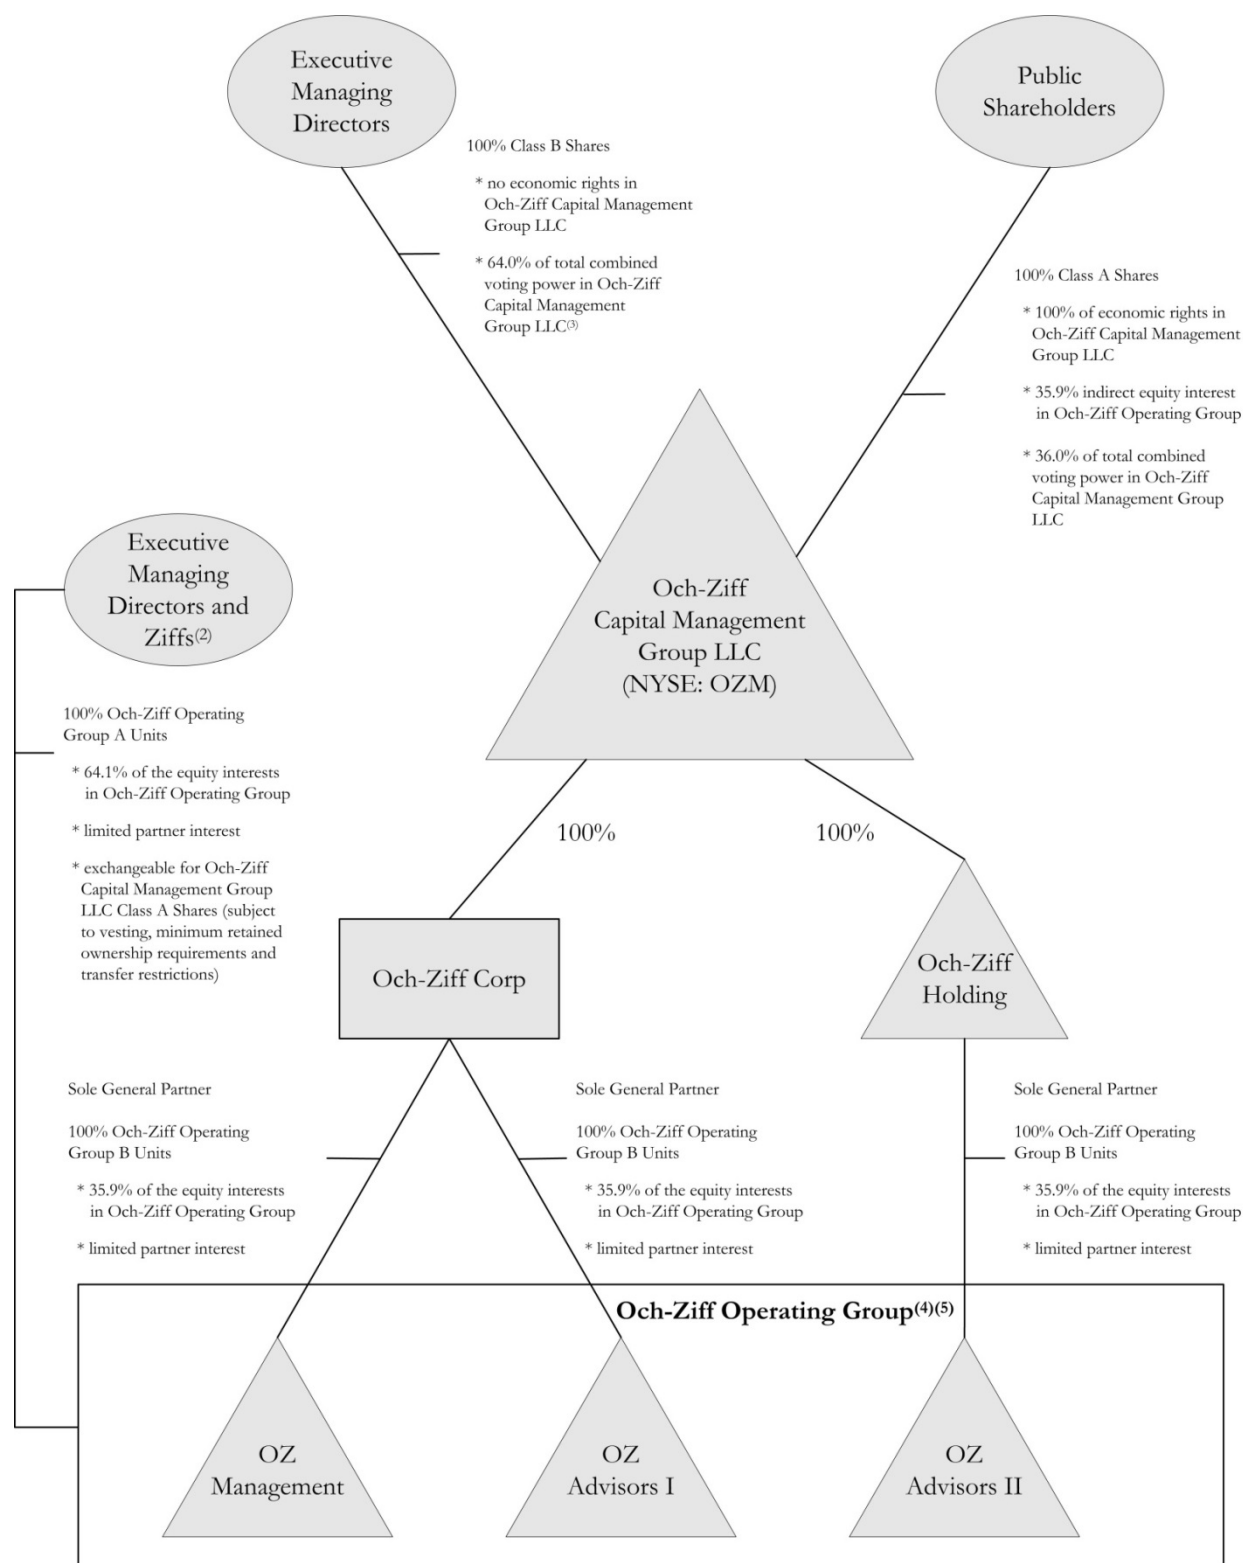 Executive
Managing
Directors
Public
Shareholders
100% Class B Shares
* no economic rights in
Och-Ziff Capital Management
Group LLC
* 64.0% of total combined
voting power in Och-Ziff
Capital Management
Group LLC(3)
100% Class A Shares
* 100% of economic rights in
Och-Ziff Capital Management
Group LLC
* 35.9% indirect equity interest
in Och-Ziff Operating Group
* 36.0% of total combined
voting power in Och-Ziff
Capital Management Group
LLC
Executive
Managing
Directors and
Ziffs(2)
Och-Ziff
Capital Management
Group LLC
(NYSE: OZM)
100% Och-Ziff Operating
Group A Units
* 64.1% of the equity interests
in Och-Ziff Operating Group
* limited partner interest
* exchangeable for Och-Ziff
Capital Management Group
LLC Class A Shares (subject
to vesting, minimum retained
ownership requirements and
transfer restrictions)
100%
100%
Och-Ziff Corp
Och-Ziff
Holding
Sole General Partner
100% Och-Ziff Operating
Group B Units
* 35.9% of the equity interests
in Och-Ziff Operating Group
* limited partner interest
Sole General Partner
100% Och-Ziff Operating
Group B Units
* 35.9% of the equity interests
in Och-Ziff Operating Group
* limited partner interest
Sole General Partner
100% Och-Ziff Operating
Group B Units
* 35.9% of the equity interests
in Och-Ziff Operating Group
* limited partner interest
Och-Ziff Operating Group(4)(5)
OZ
Management
OZ
Advisors I
OZ
Advisors II